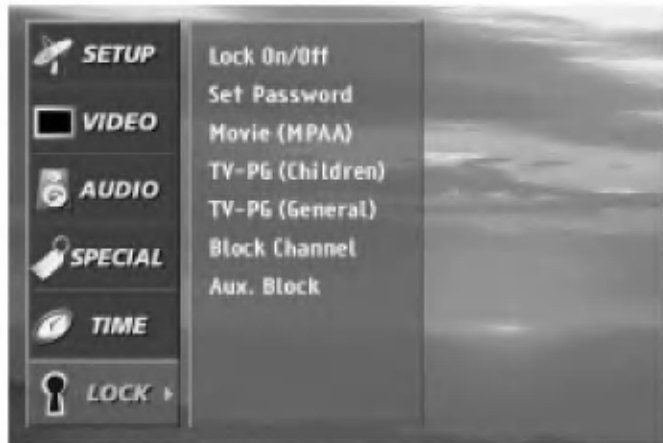 SETUP
VIDEO
AUDIO
SPECIAL
TIME
LOCK
Lock On/Off
Set Password
Movie (MPAA)
TV-PG (Children)
TV-PG (General)
Block Channel
Aux. Block